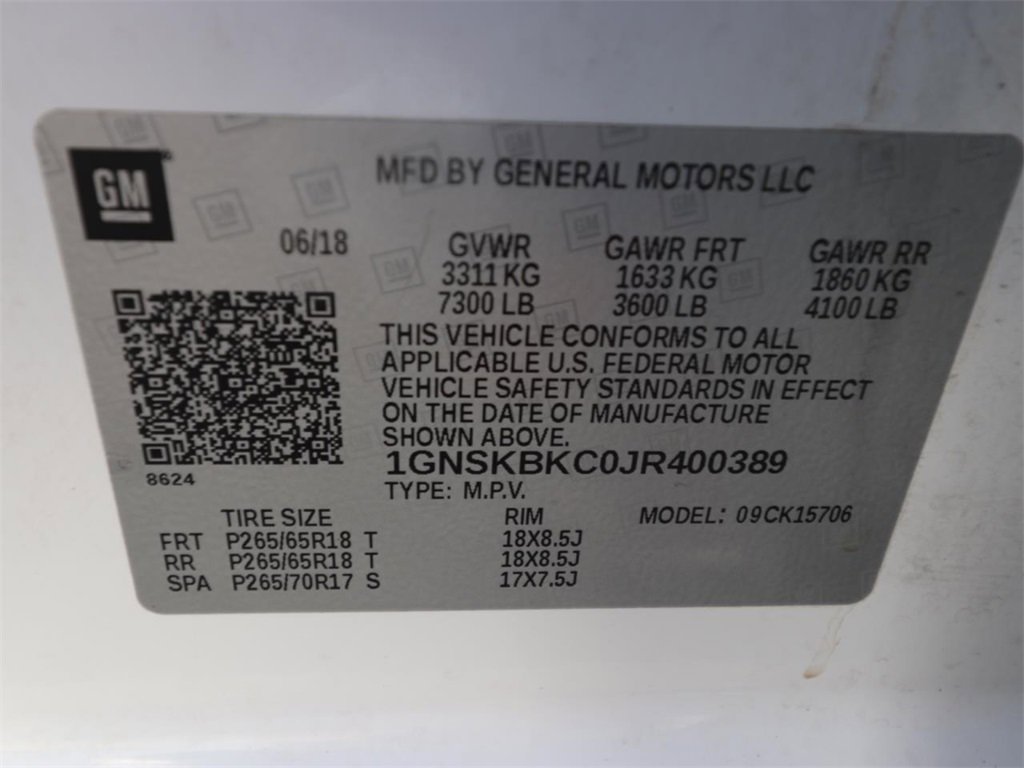 GM
MFD BY GENERAL MOTORS LLC
06/18 GVWR GAWR FRT GAWR RR
3311 KG 1633 KG 1860 KG
7300 LB 3600 LB 4100 LB
THIS VEHICLE CONFORMS TO ALL
APPLICABLE U.S. FEDERAL MOTOR
VEHICLE SAFETY STANDARDS IN EFFECT
ON THE DATE OF MANUFACTURE
SHOWN ABOVE.
1GNSKBKC0JR400389
8624
TYPE: M.P.V.
TIRE SIZE RIM MODEL: 09CK15706
FRT P265/65R18 T 18X8.5J
RR P265/65R18 T 18X8.5J
SPA P265/70R17 S 17X7.5J